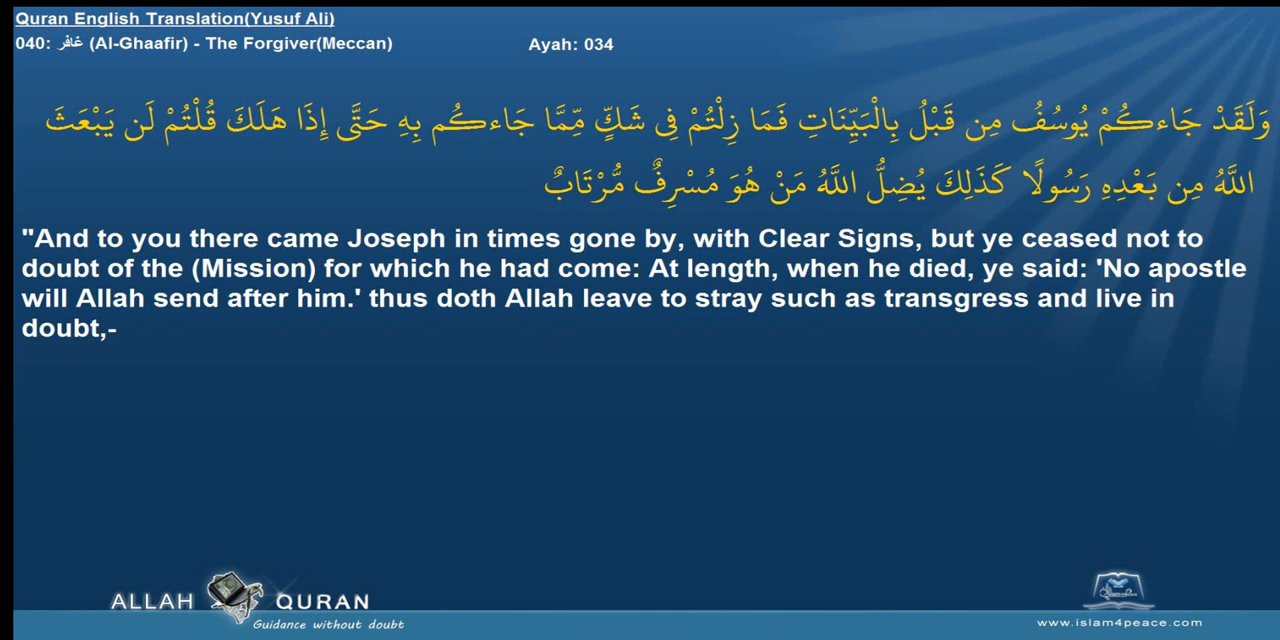 Quran English Translation(Yusuf Ali)
040: غافر (Al-Ghaafir) - The Forgiver(Meccan) Ayah: 034
وَلَقَدْ جَاءكُمْ يُوسُفُ مِن قَبْلُ بِالْبَيِّنَاتِ فَمَا زِلْتُمْ فِي شَكٍّ مِّمَّا جَاءكُم بِهِ حَتَّى إِذَا هَلَكَ قُلْتُمْ لَن يَبْعَثَ
اللَّهُ مِن بَعْدِهِ رَسُولًا كَذَلِكَ يُضِلُّ اللَّهُ مَنْ هُوَ مُسْرِفٌ مُّرْتَابٌ
"And to you there came Joseph in times gone by, with Clear Signs, but ye ceased not to
doubt of the (Mission) for which he had come: At length, when he died, ye said: 'No apostle
will Allah send after him.' thus doth Allah leave to stray such as transgress and live in
doubt,-
ALLAH QURAN
Guidance without doubt
www.islam4peace.com